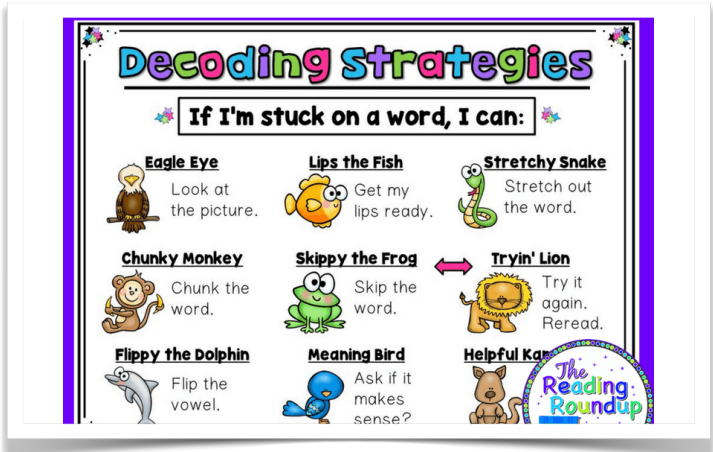 Decoding Strategies
If I'm stuck on a word, I can:
Eagle Eye
Look at
the picture.
Lips the Fish
Get my
lips ready.
Stretchy Snake
Stretch out
the word.
Chunky Monkey
Chunk the
word.
Skippy the Frog
Skip the
word.
Tryin' Lion
Try it
again.
Reread.
Flippy the Dolphin
Flip the
vowel.
Meaning Bird
Ask if it
makes
sense?
Helpful
The
Reading
Roundup